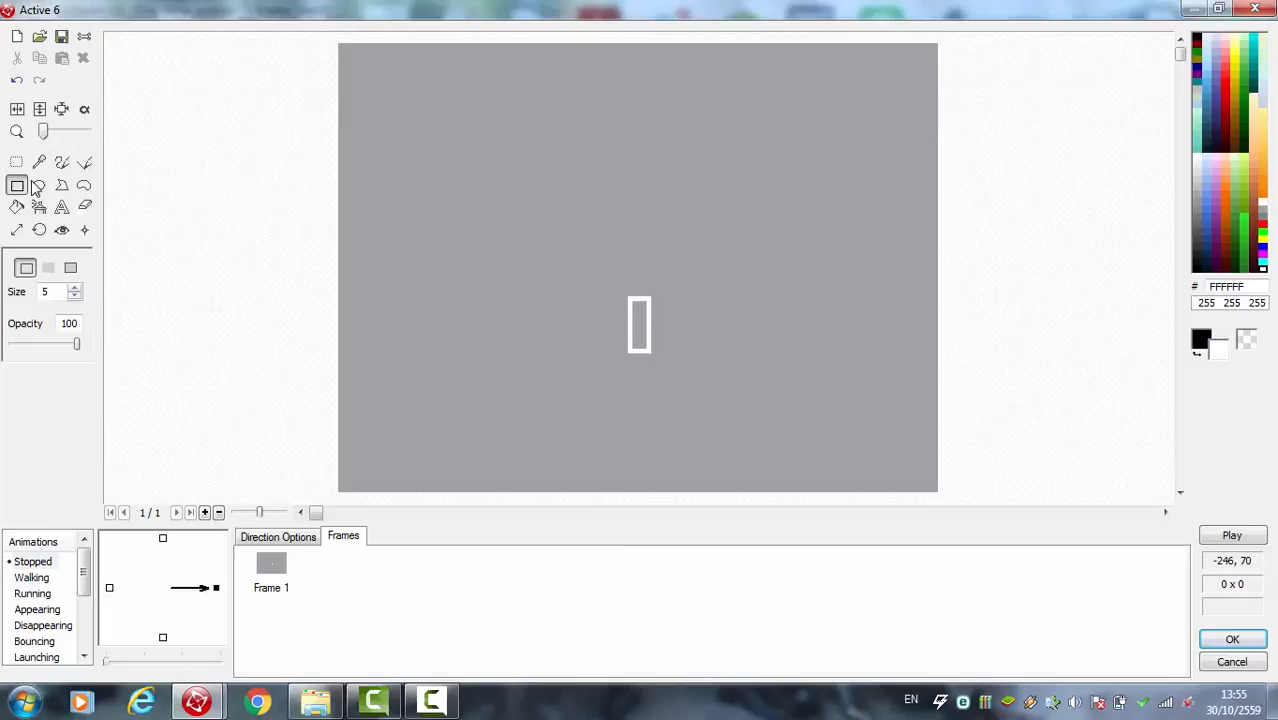 Active 6
Size 5
Opacity 100
# FFFFFF
255 255 255
1 / 1
Animations
Stopped
Walking
Running
Appearing
Disappearing
Bouncing
Launching
Direction Options
Frames
Frame 1
Play
-246, 70
0 x 0
OK
Cancel
EN
13:55
30/10/2559